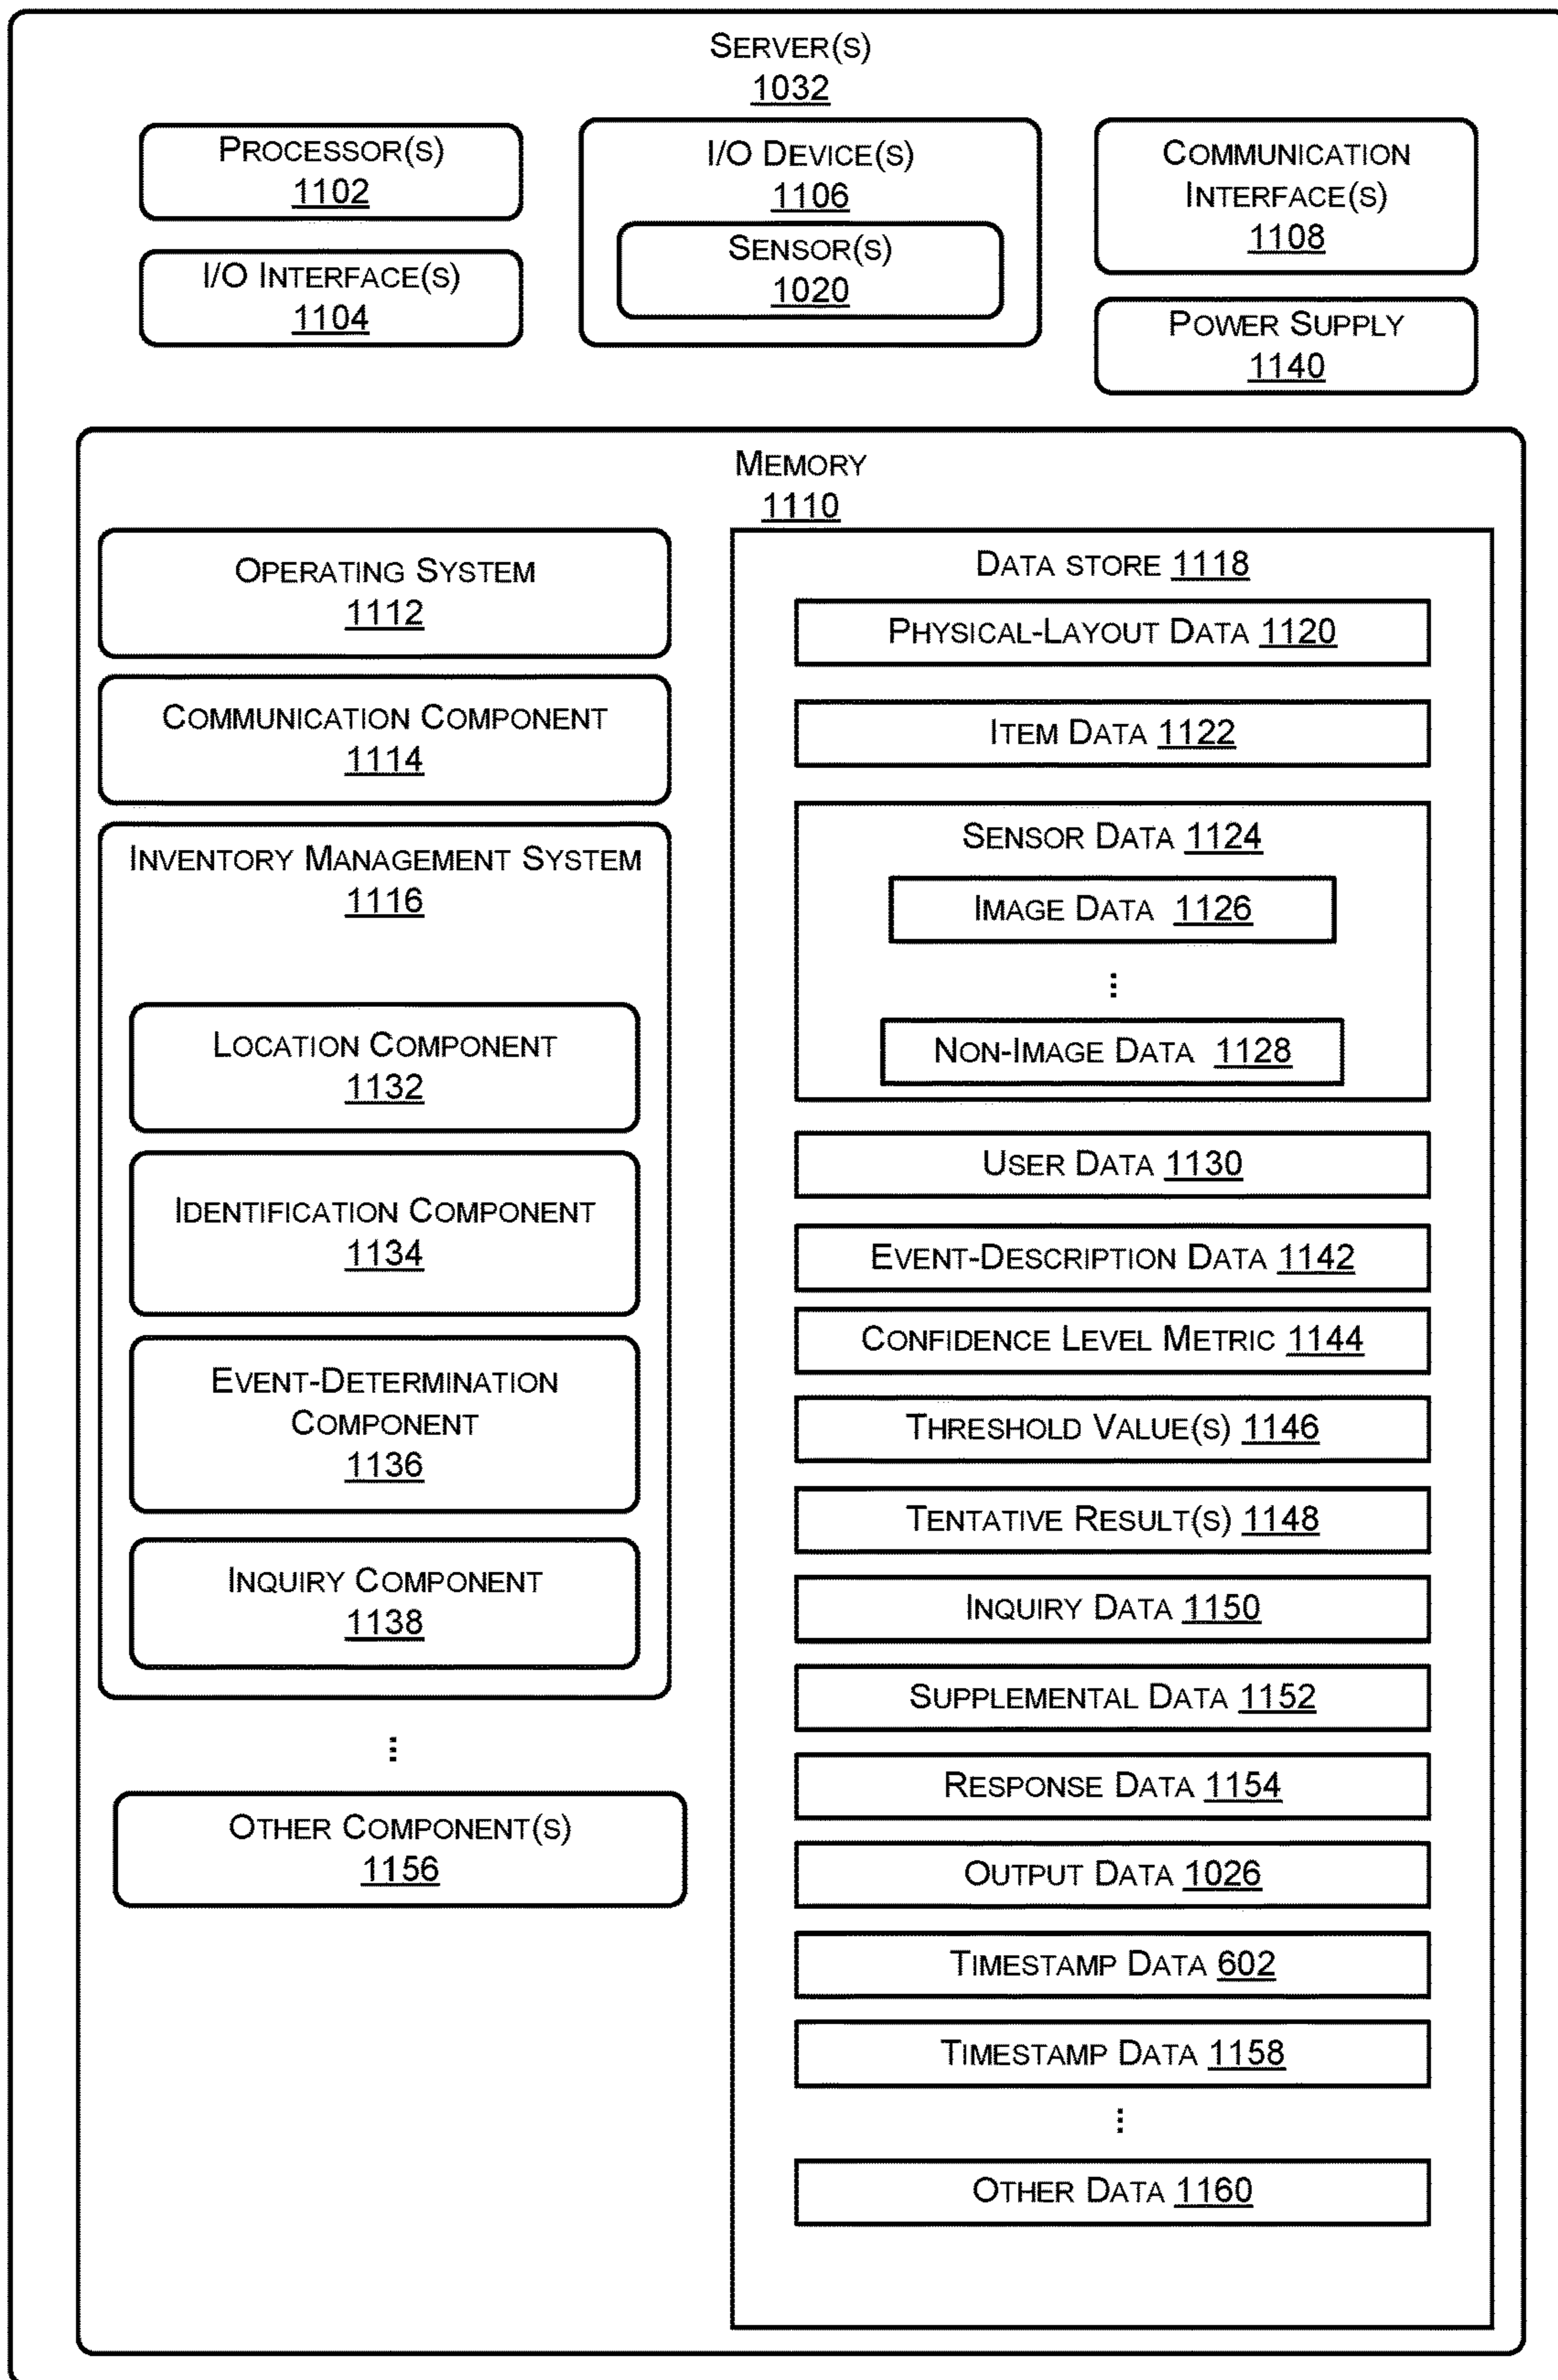 SERVER(S)
1032
PROCESSOR(S)
1102
I/O INTERFACE(S)
1104
I/O DEVICE(S)
1106
SENSOR(S)
1020
COMMUNICATION
INTERFACE(S)
1108
POWER SUPPLY
1140
MEMORY
1110
OPERATING SYSTEM
1112
COMMUNICATION COMPONENT
1114
INVENTORY MANAGEMENT SYSTEM
1116
LOCATION COMPONENT
1132
IDENTIFICATION COMPONENT
1134
EVENT-DETERMINATION
COMPONENT
1136
INQUIRY COMPONENT
1138
⋮
OTHER COMPONENT(S)
1156
DATA STORE 1118
PHYSICAL-LAYOUT DATA 1120
ITEM DATA 1122
SENSOR DATA 1124
IMAGE DATA 1126
⋮
NON-IMAGE DATA 1128
USER DATA 1130
EVENT-DESCRIPTION DATA 1142
CONFIDENCE LEVEL METRIC 1144
THRESHOLD VALUE(S) 1146
TENTATIVE RESULT(S) 1148
INQUIRY DATA 1150
SUPPLEMENTAL DATA 1152
RESPONSE DATA 1154
OUTPUT DATA 1026
TIMESTAMP DATA 602
TIMESTAMP DATA 1158
⋮
OTHER DATA 1160